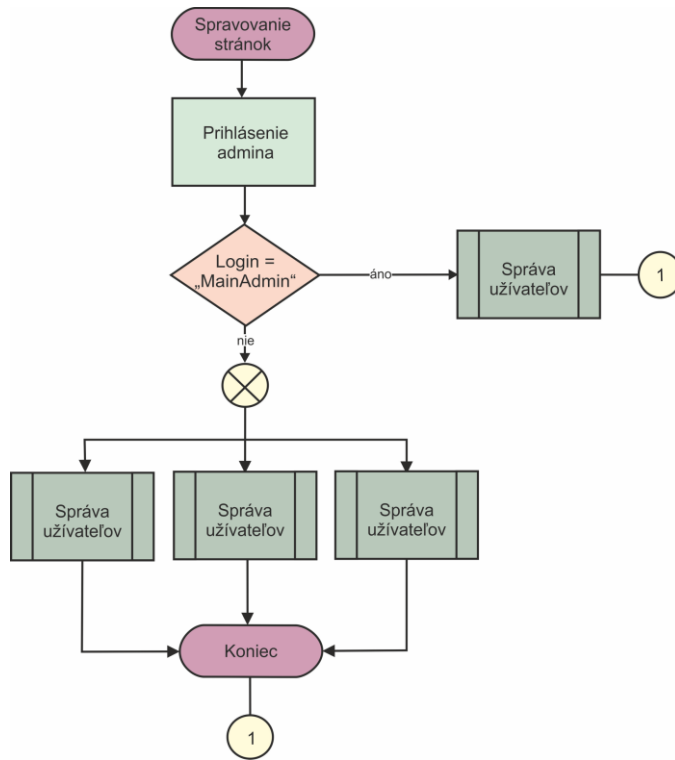 Spravovanie
stránok
Prihlásenie
admina
Login =
„MainAdmin“
áno
Správa
užívateľov
1
nie
Správa
užívateľov
Správa
užívateľov
Správa
užívateľov
Koniec
1